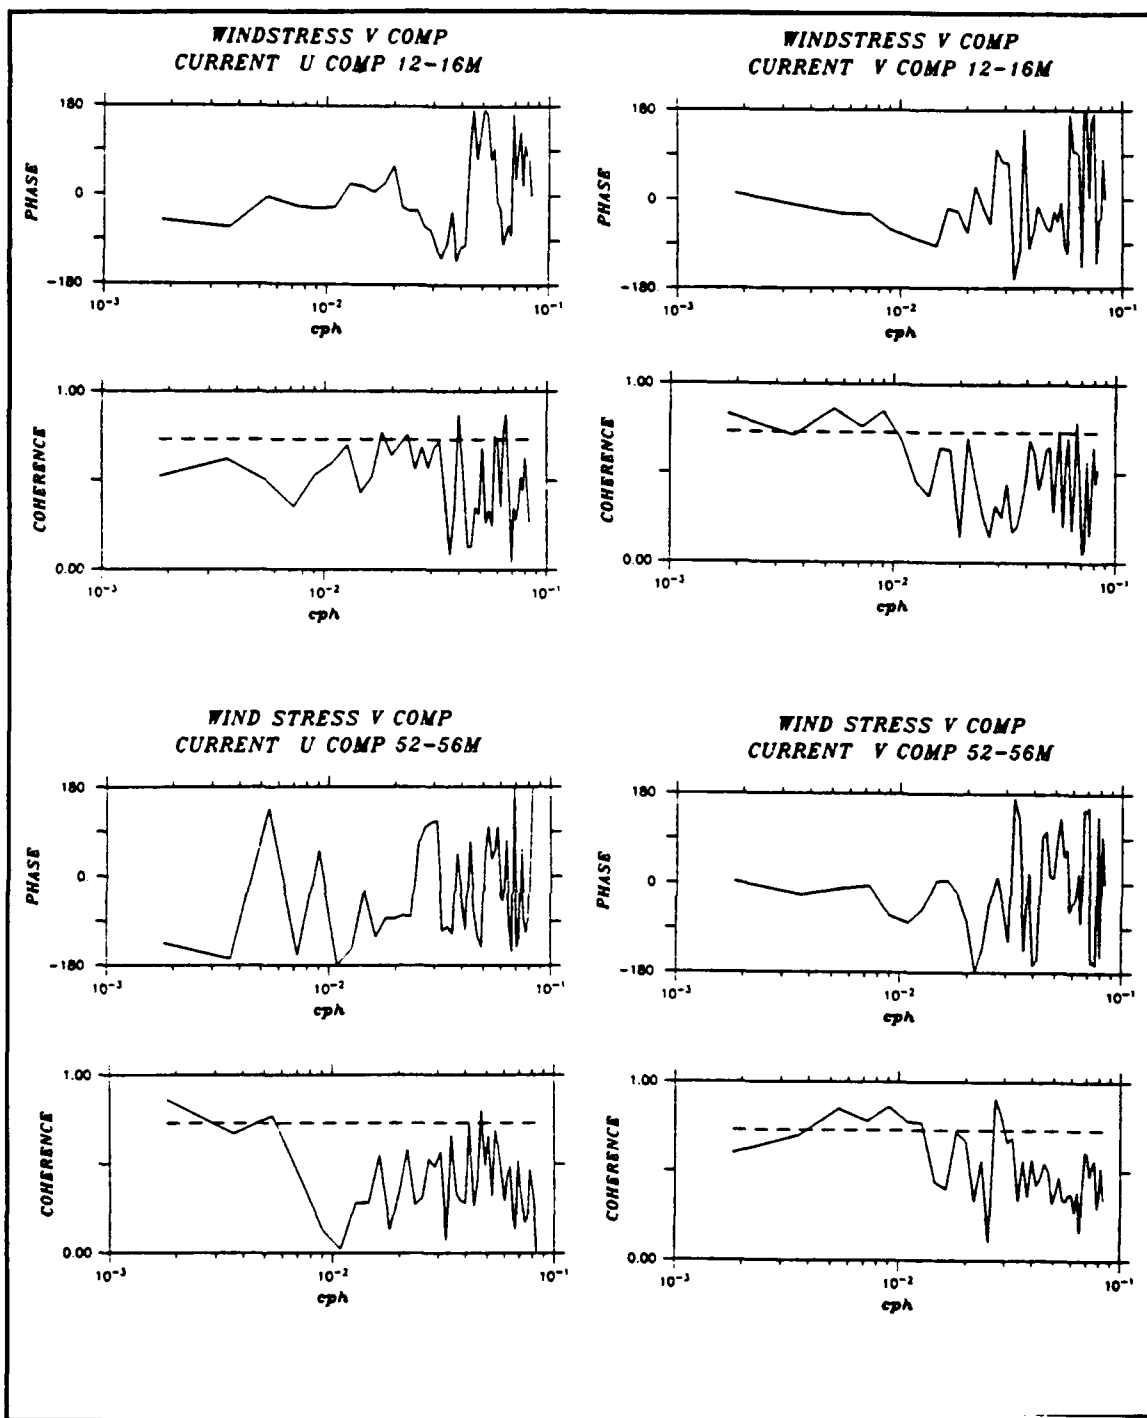 WINDSTRESS V COMP
CURRENT U COMP 12-16M
180
PHASE
0
-180
10⁻³
10⁻²
10⁻¹
cph
1.00
COHERENCE
0.00
10⁻³
10⁻²
10⁻¹
cph
WINDSTRESS V COMP
CURRENT V COMP 12-16M
180
PHASE
0
-180
10⁻³
10⁻²
10⁻¹
cph
1.00
COHERENCE
0.00
10⁻³
10⁻²
10⁻¹
cph
WIND STRESS V COMP
CURRENT U COMP 52-56M
180
PHASE
0.
-180
10⁻³
10⁻²
10⁻¹
cph
1.00
COHERENCE
0.00
10⁻³
10⁻²
10⁻¹
cph
WIND STRESS V COMP
CURRENT V COMP 52-56M
180
PHASE
0
-180
10⁻³
10⁻²
10⁻¹
cph
1.00
COHERENCE
0.00
10⁻³
10⁻²
10⁻¹
cph